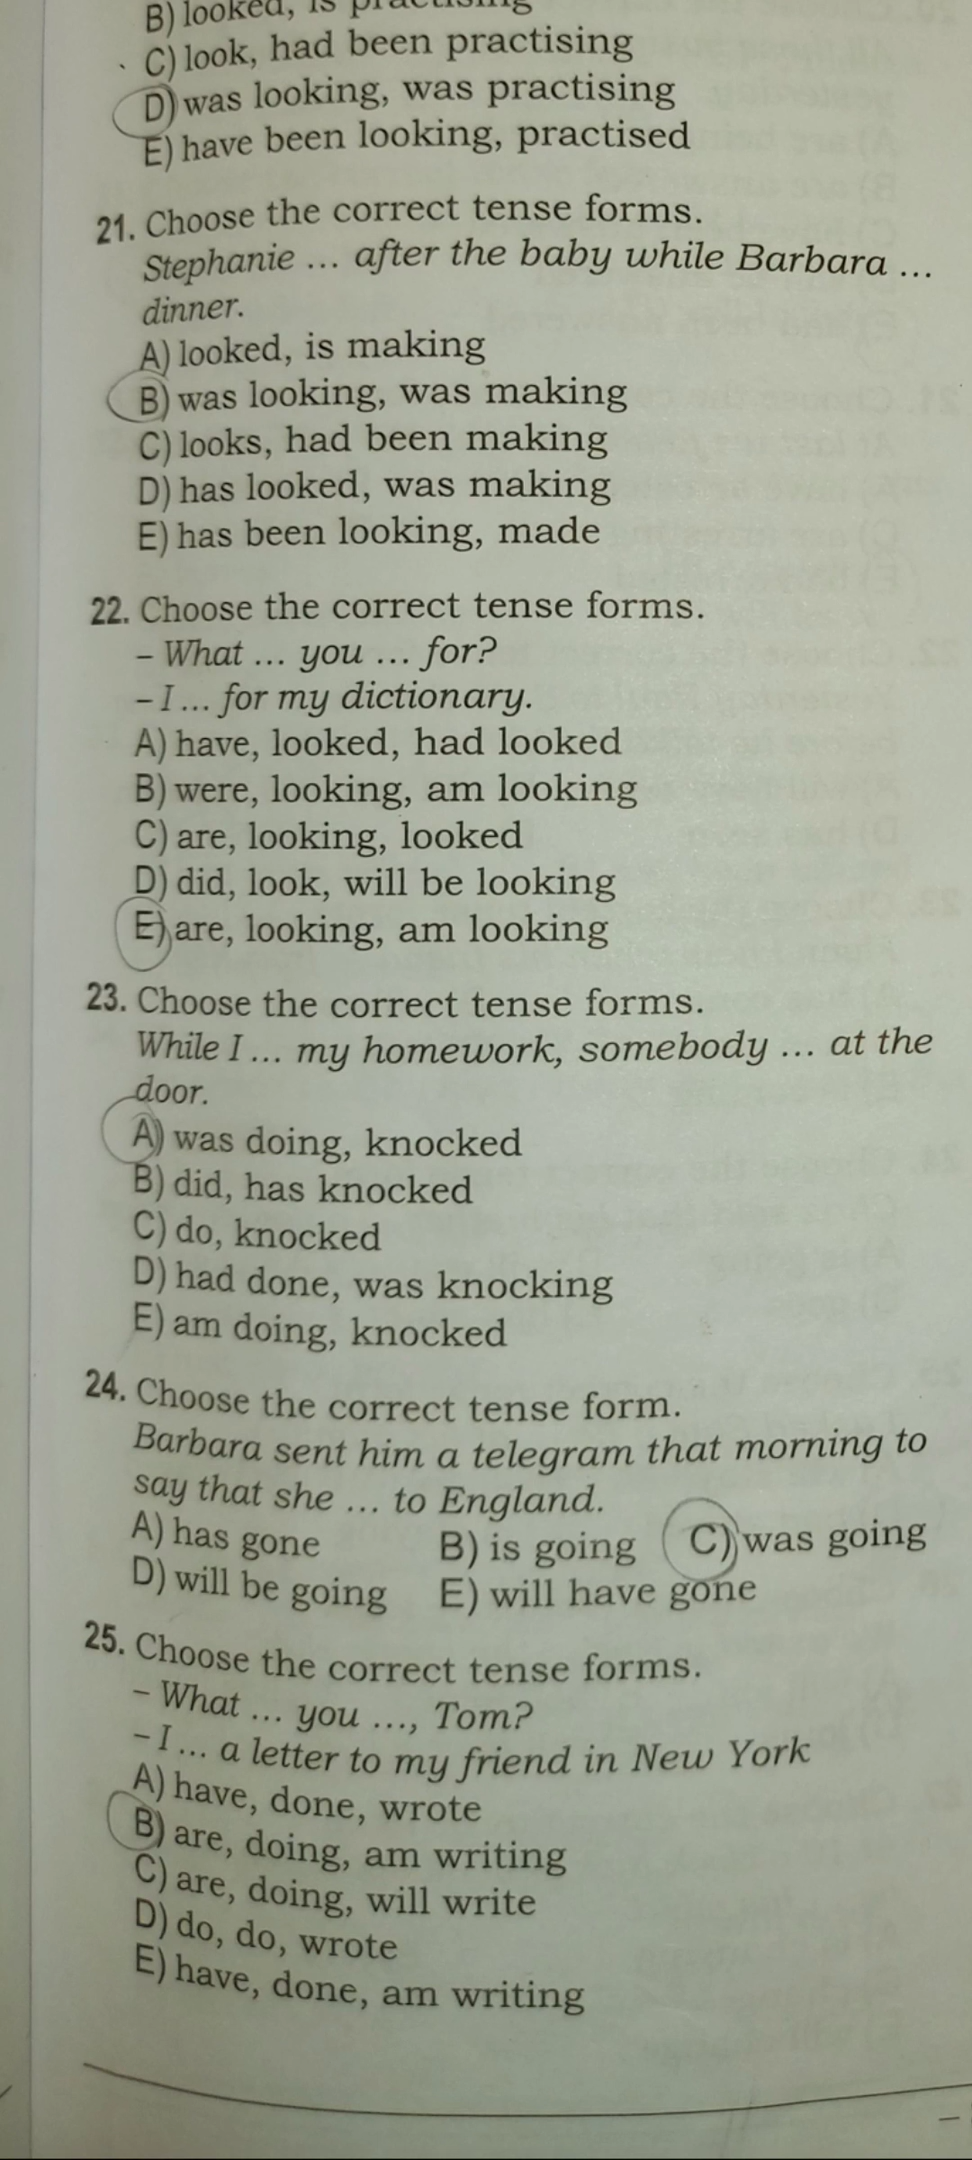 B) looked, is practising
C) look, had been practising
D) was looking, was practising
E) have been looking, practised
21. Choose the correct tense forms.
Stephanie ... after the baby while Barbara ...
dinner.
A) looked, is making
B) was looking, was making
C) looks, had been making
D) has looked, was making
E) has been looking, made
22. Choose the correct tense forms.
– What ... you ... for?
– I ... for my dictionary.
A) have, looked, had looked
B) were, looking, am looking
C) are, looking, looked
D) did, look, will be looking
E) are, looking, am looking
23. Choose the correct tense forms.
While I ... my homework, somebody ... at the
door.
A) was doing, knocked
B) did, has knocked
C) do, knocked
D) had done, was knocking
E) am doing, knocked
24. Choose the correct tense form.
Barbara sent him a telegram that morning to
say that she ... to England.
A) has gone B) is going C) was going
D) will be going E) will have gone
25. Choose the correct tense forms.
– What ... you ..., Tom?
– I ... a letter to my friend in New York
A) have, done, wrote
B) are, doing, am writing
C) are, doing, will write
D) do, do, wrote
E) have, done, am writing